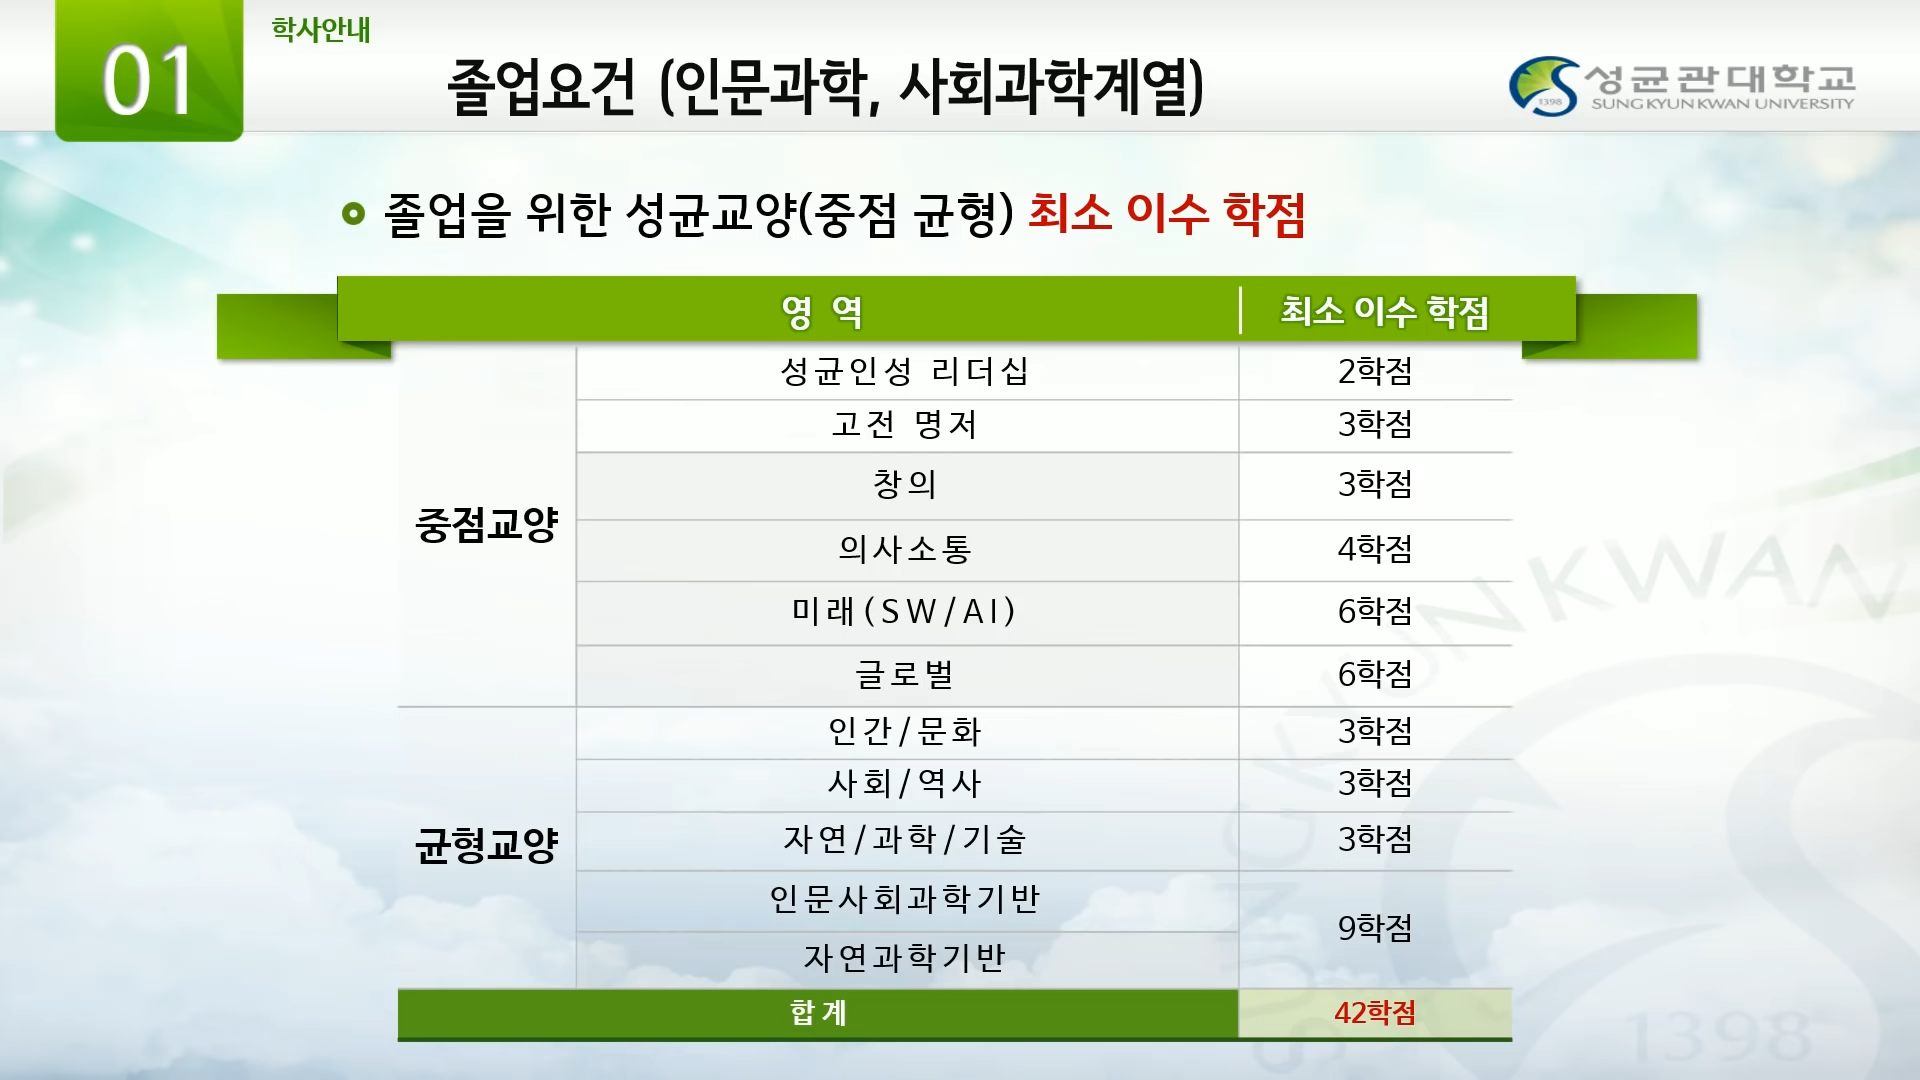 01
학사안내
졸업요건 (인문과학, 사회과학계열)
1398
성균관대학교
SUNG KYUN KWAN UNIVERSITY
졸업을 위한 성균교양(중점 균형) 최소 이수 학점
영 역 최소 이수 학점
중점교양
성균인성 리더십 2학점
고전 명저 3학점
창의 3학점
의사소통 4학점
미래(SW/AI) 6학점
글로벌 6학점
균형교양
인간/문화 3학점
사회/역사 3학점
자연/과학/기술 3학점
인문사회과학기반 9학점
자연과학기반
합 계 42학점
SUNG KYUN KWAN
1398